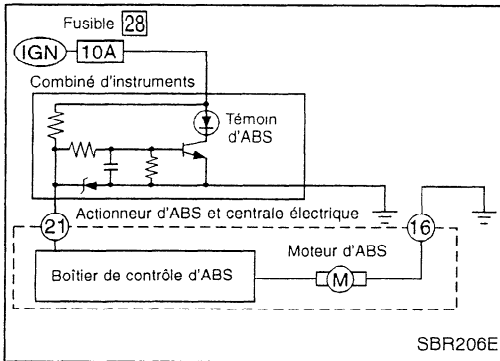 Fusible 28
IGN 10A
Combiné d'instruments
Témoin
d'ABS
Actionneur d'ABS et centrale électrique
21 16
Moteur d'ABS
Boîtier de contrôle d'ABS
M
SBR206E